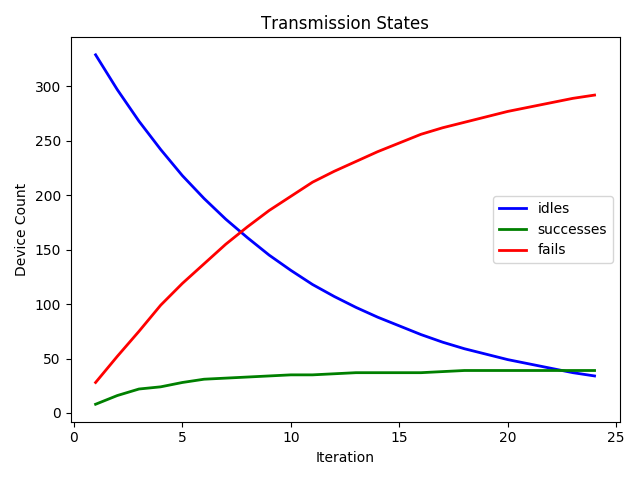 Transmission States
Device Count
300
250
200
150
100
50
0
idles
successes
fails
0 5 10 15 20 25
Iteration